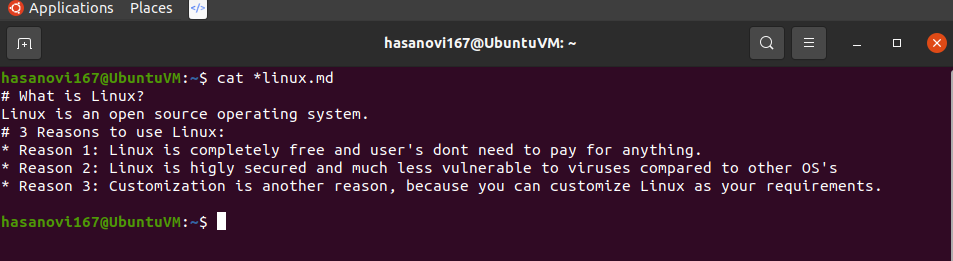 Applications Places </>
hasanovi167@UbuntuVM: ~
hasanovi167@UbuntuVM:~$ cat *linux.md
# What is Linux?
Linux is an open source operating system.
# 3 Reasons to use Linux:
* Reason 1: Linux is completely free and user's dont need to pay for anything.
* Reason 2: Linux is higly secured and much less vulnerable to viruses compared to other OS's
* Reason 3: Customization is another reason, because you can customize Linux as your requirements.
hasanovi167@UbuntuVM:~$